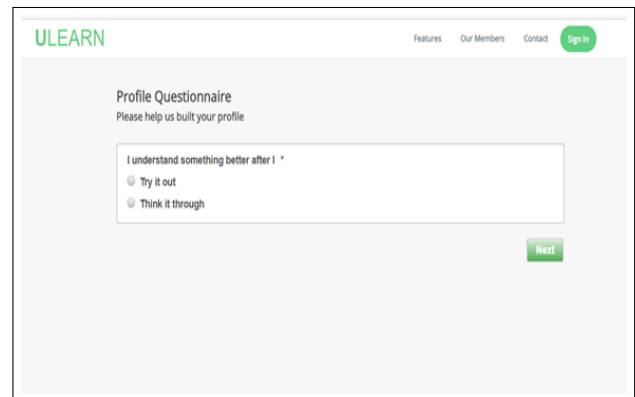 ULEARN
Features Our Members Contact Sign in
Profile Questionnaire
Please help us built your profile
I understand something better after I *
Try it out
Think it through
Next